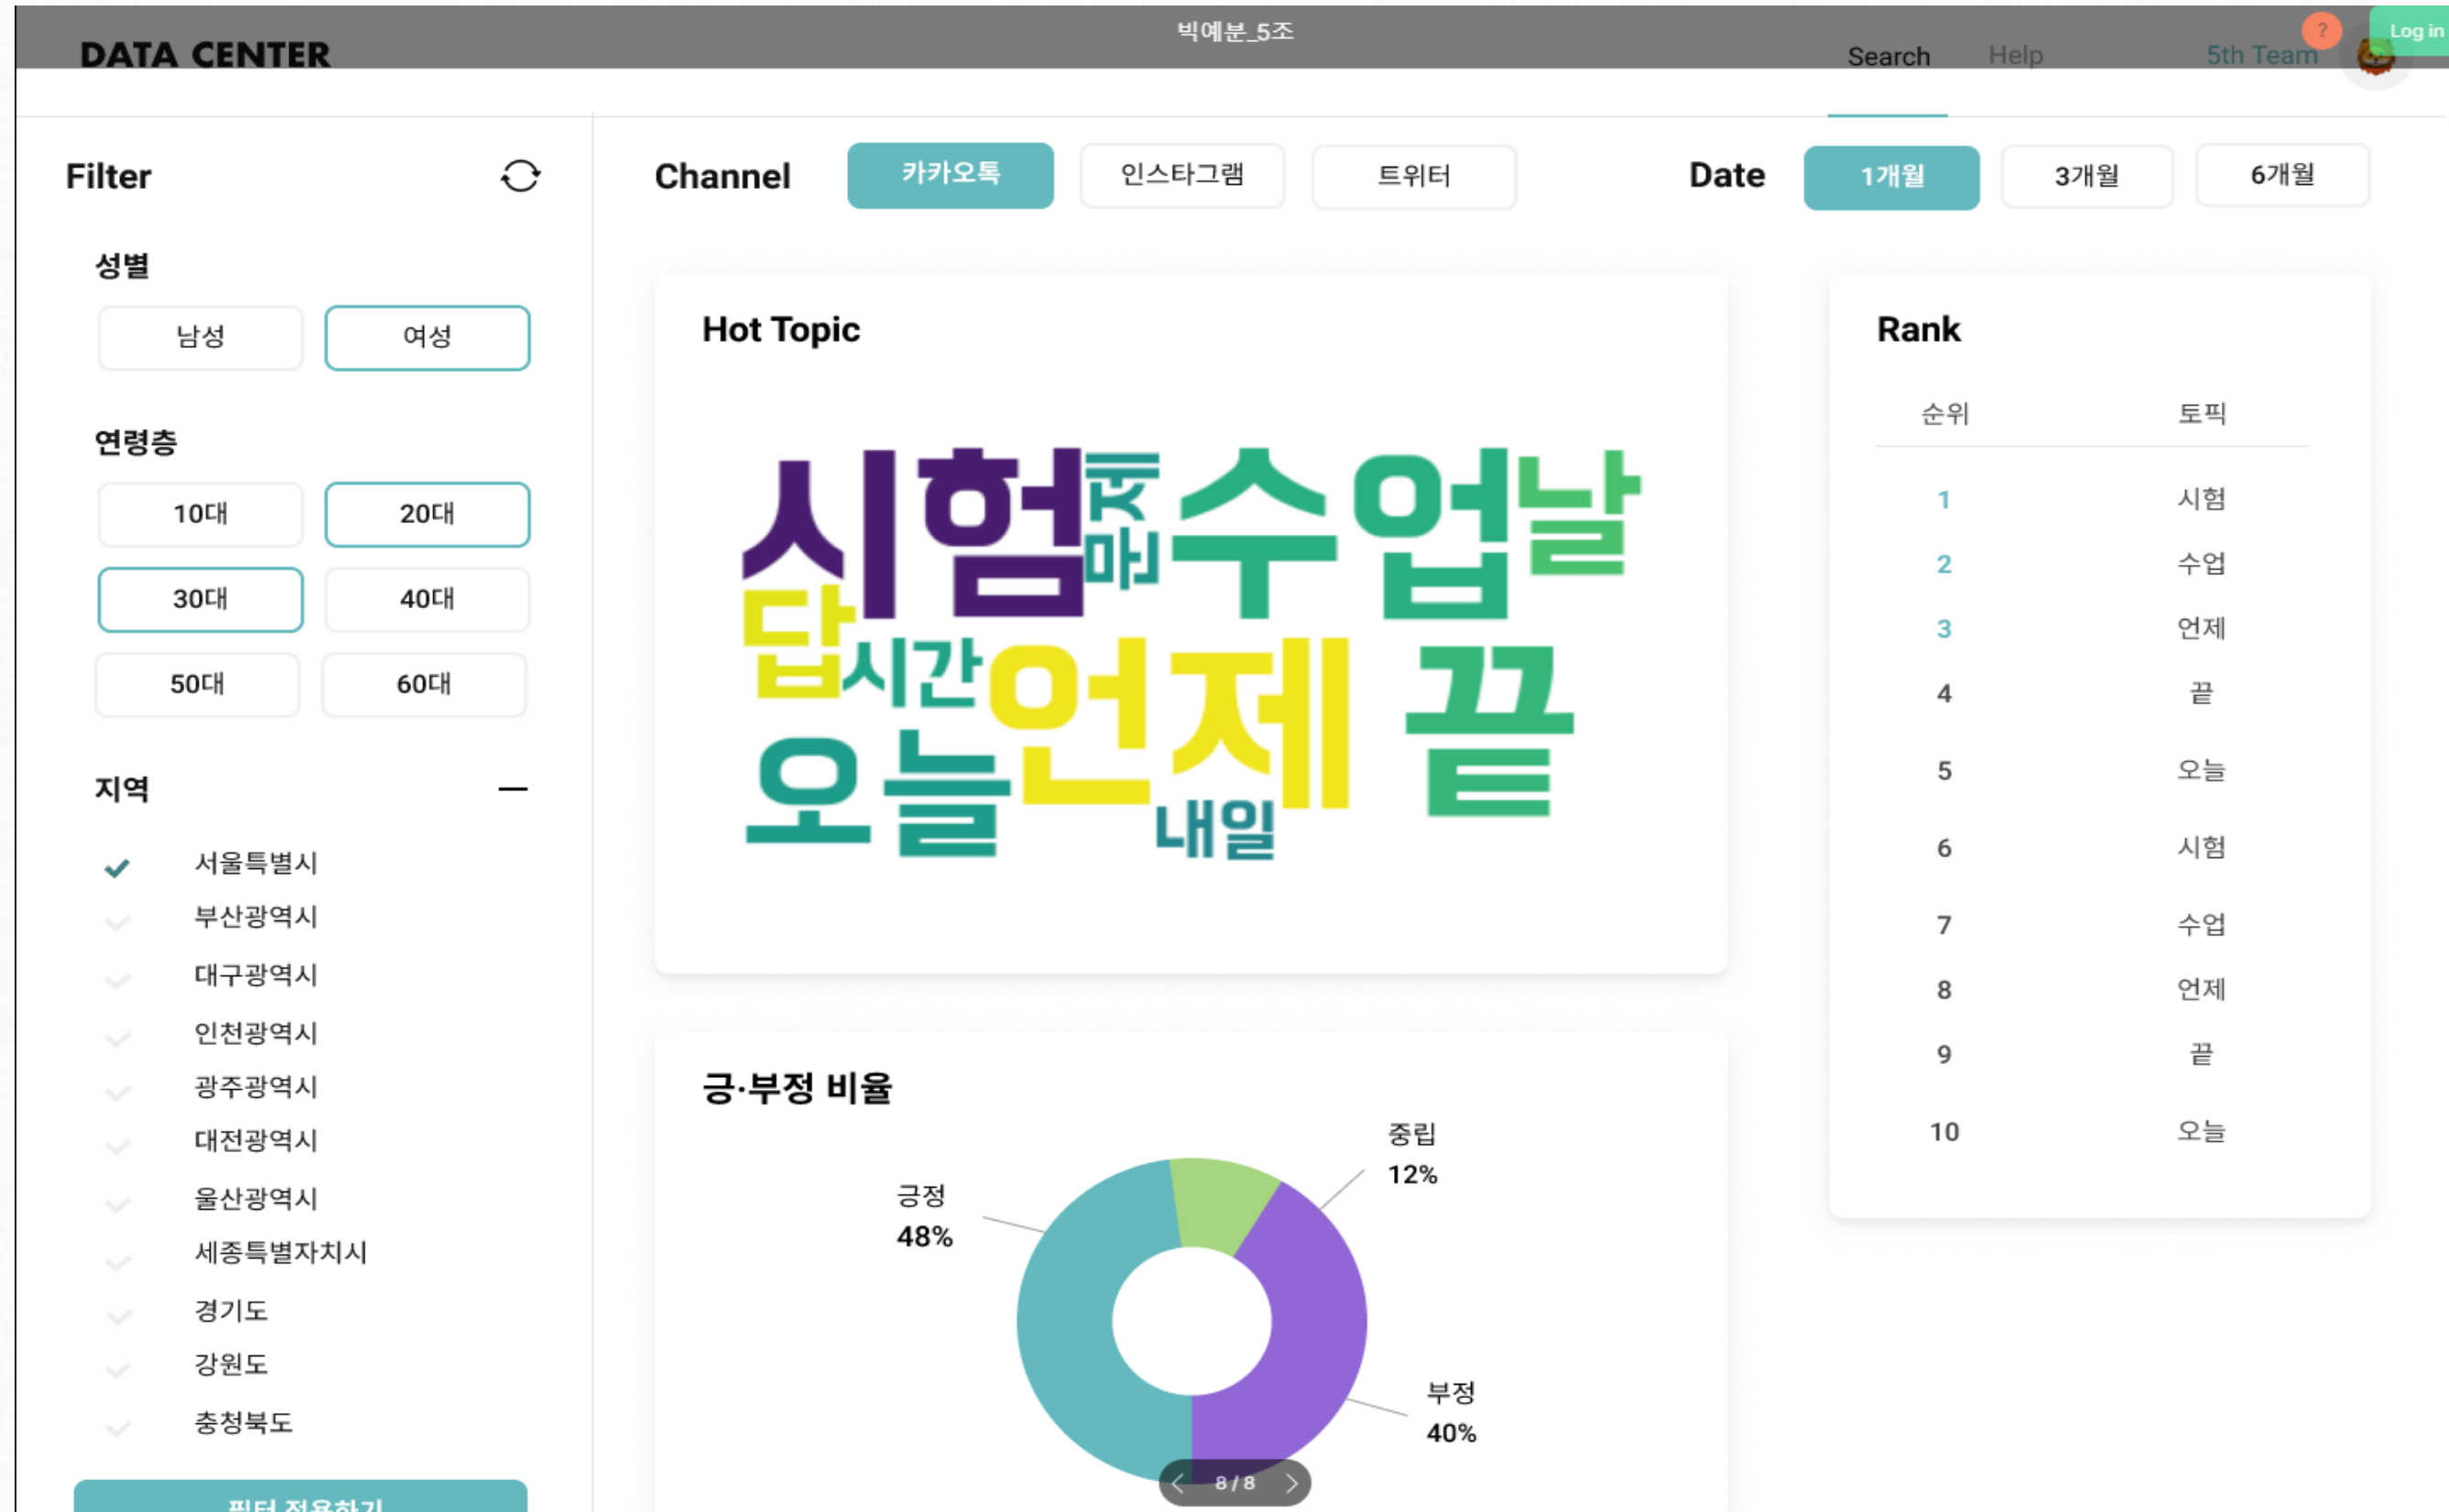 빅예분_5조
DATA CENTER
Search
Help
5th Team
?
Log in
Filter
성별
남성
여성
연령층
10대
20대
30대
40대
50대
60대
지역
서울특별시
부산광역시
대구광역시
인천광역시
광주광역시
대전광역시
울산광역시
세종특별자치시
경기도
강원도
충청북도
필터 적용하기
Channel
카카오톡
인스타그램
트위터
Date
1개월
3개월
6개월
Hot Topic
시험
문제
수업
날
답
시간
언제
끝
오늘
내일
Rank
순위 토픽
1 시험
2 수업
3 언제
4 끝
5 오늘
6 시험
7 수업
8 언제
9 끝
10 오늘
긍·부정 비율
중립
12%
긍정
48%
부정
40%
8 / 8